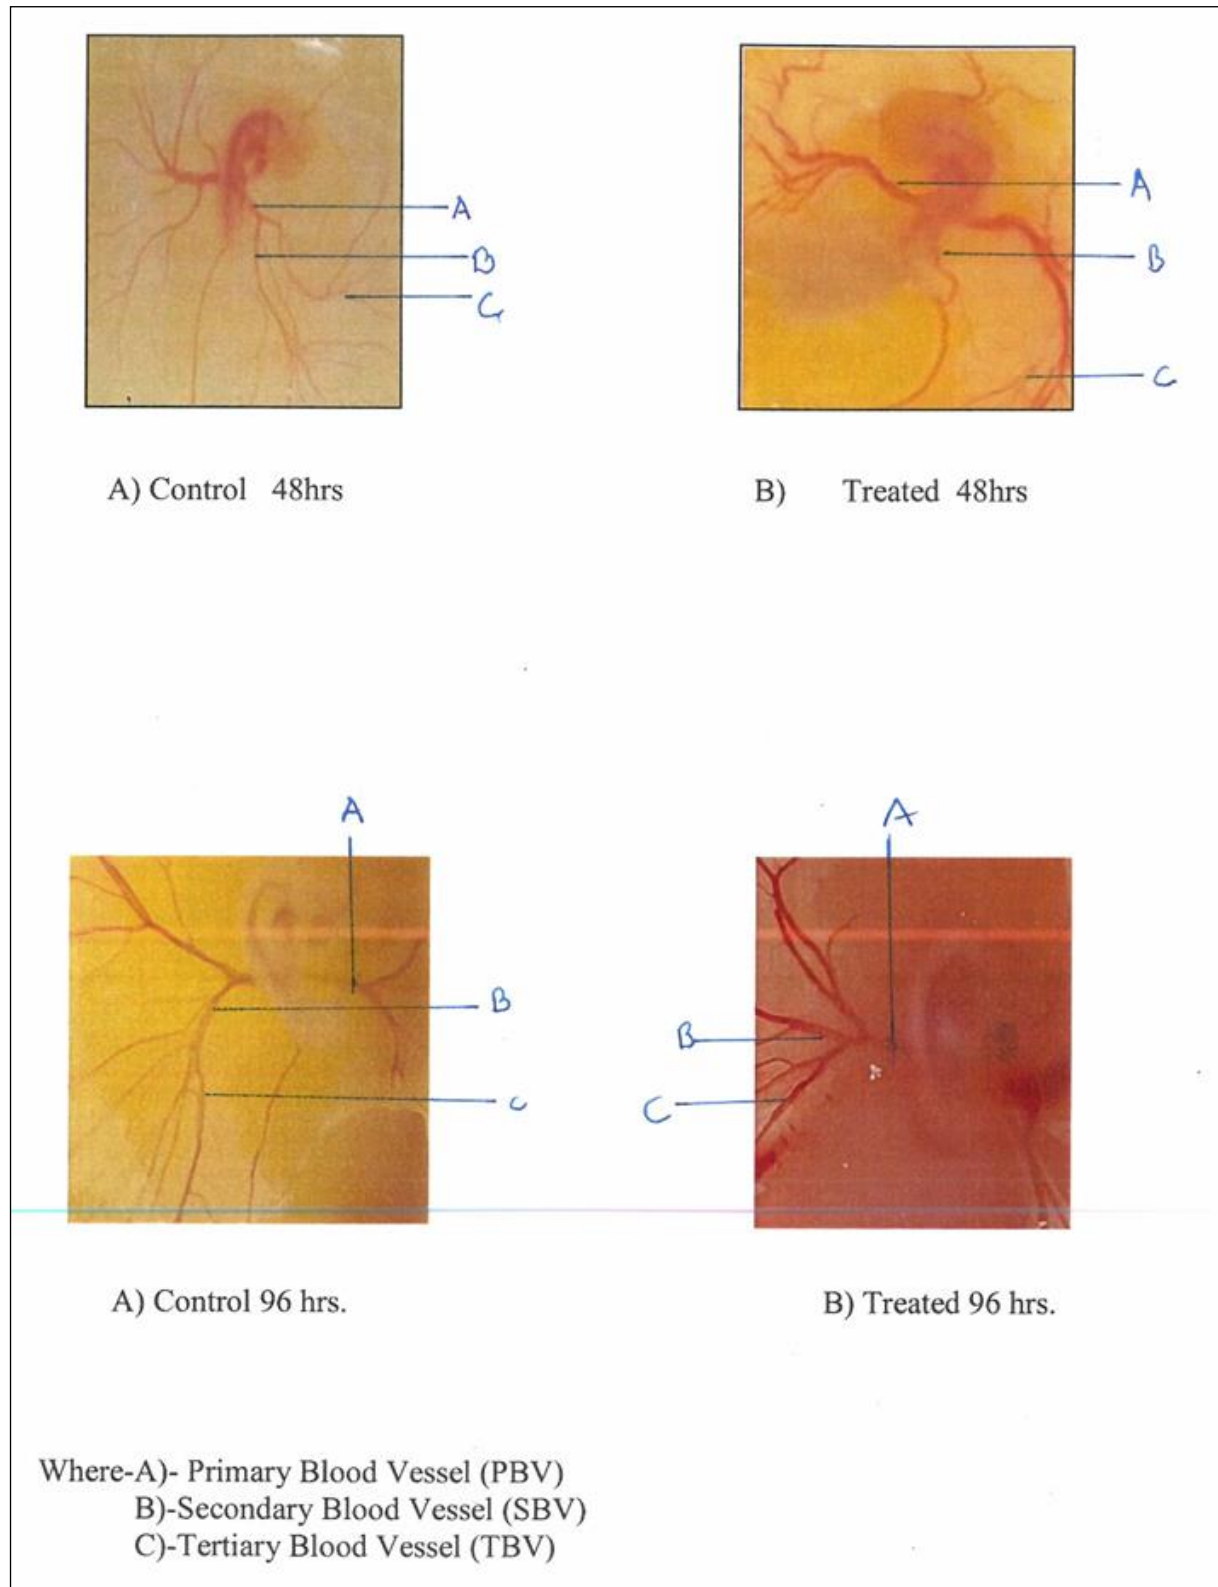 A
B
C
A
B
C
A) Control 48hrs
B) Treated 48hrs
A
B
C
A
B
C
A) Control 96 hrs.
B) Treated 96 hrs.
Where-A)- Primary Blood Vessel (PBV)
B)-Secondary Blood Vessel (SBV)
C)-Tertiary Blood Vessel (TBV)